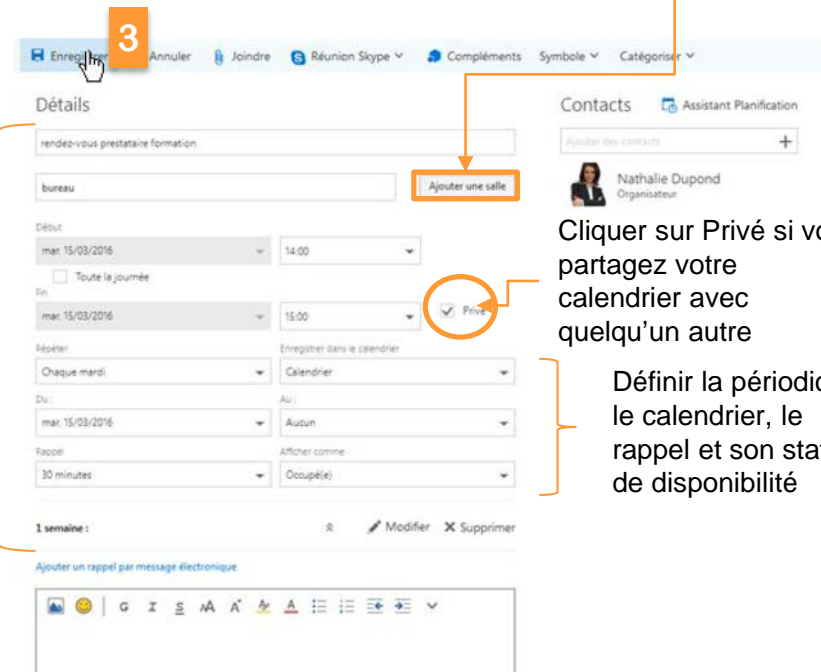 3
Enregistrer Annuler Joindre Réunion Skype Compléments Symbole Catégoriser
Détails
rendez-vous prestataire formation
bureau Ajouter une salle
Début
mar. 15/03/2016 14:00
Toute la journée
Fin
mar. 15/03/2016 15:00 Privé
Répéter Enregistrer dans le calendrier
Chaque mardi Calendrier
Du : Au :
mar. 15/03/2016 Aucun
Rappel Afficher comme
30 minutes Occupé(e)
1 semaine : Modifier Supprimer
Ajouter un rappel par message électronique
G I S
Contacts Assistant Planification
Ajouter des contacts
Nathalie Dupond
Organisateur
Cliquer sur Privé si vo
partagez votre
calendrier avec
quelqu'un autre
Définir la périodic
le calendrier, le
rappel et son sta
de disponibilité